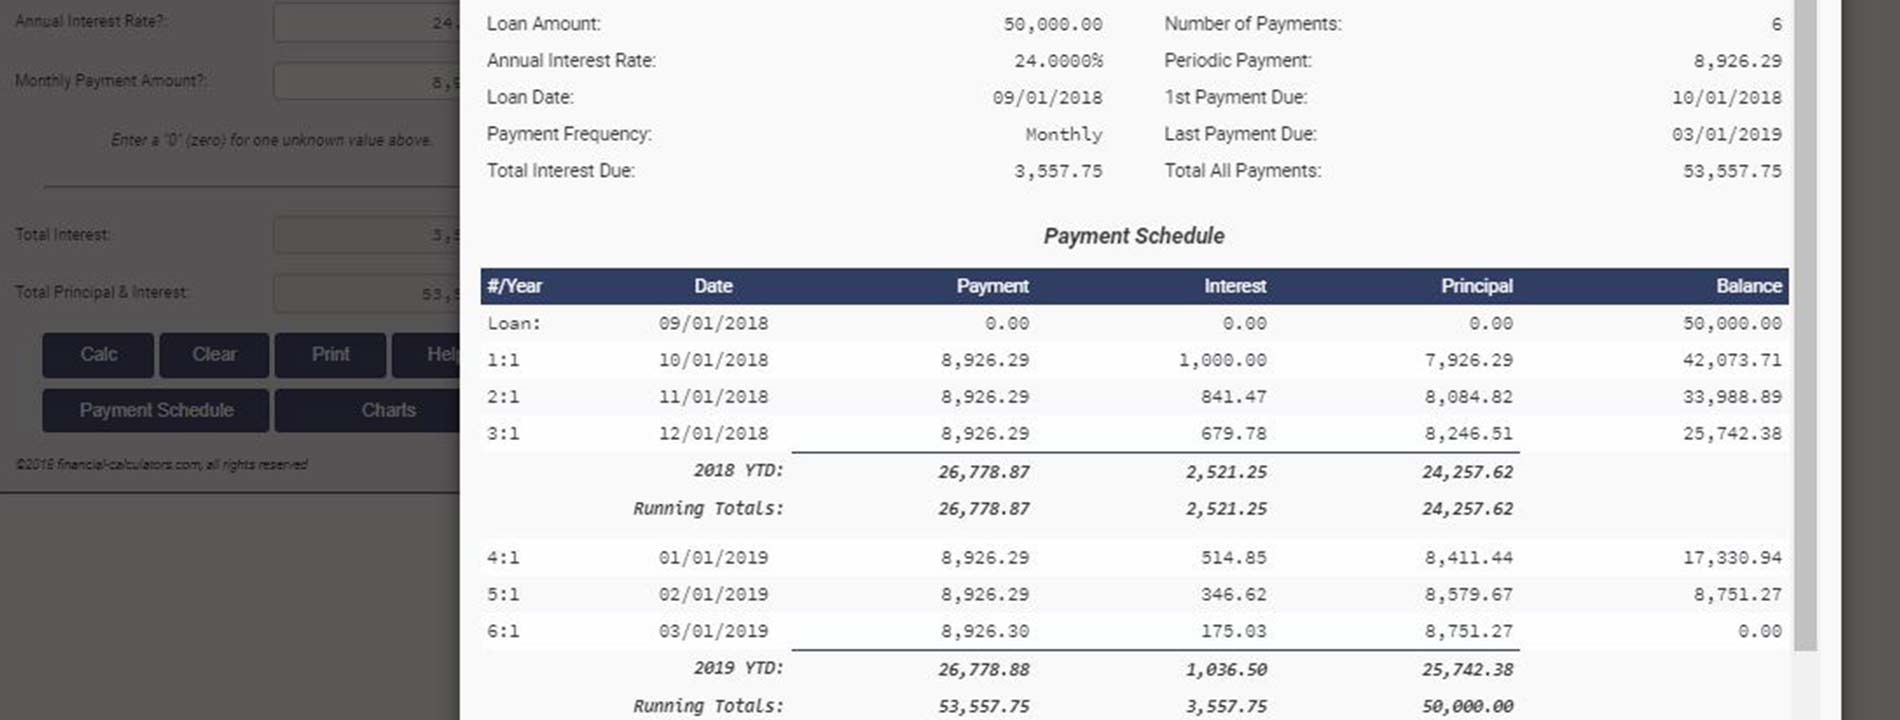 Annual Interest Rate?:
24.
Monthly Payment Amount?:
8,9
Enter a "0" (zero) for one unknown value above.
Total Interest:
3,5
Total Principal & Interest:
53,5
Calc Clear Print Help
Payment Schedule Charts
©2018 financial-calculators.com, all rights reserved
Loan Amount: 50,000.00 Number of Payments: 6
Annual Interest Rate: 24.0000% Periodic Payment: 8,926.29
Loan Date: 09/01/2018 1st Payment Due: 10/01/2018
Payment Frequency: Monthly Last Payment Due: 03/01/2019
Total Interest Due: 3,557.75 Total All Payments: 53,557.75
Payment Schedule
#/Year Date Payment Interest Principal Balance
Loan: 09/01/2018 0.00 0.00 0.00 50,000.00
1:1 10/01/2018 8,926.29 1,000.00 7,926.29 42,073.71
2:1 11/01/2018 8,926.29 841.47 8,084.82 33,988.89
3:1 12/01/2018 8,926.29 679.78 8,246.51 25,742.38
2018 YTD: 26,778.87 2,521.25 24,257.62
Running Totals: 26,778.87 2,521.25 24,257.62
4:1 01/01/2019 8,926.29 514.85 8,411.44 17,330.94
5:1 02/01/2019 8,926.29 346.62 8,579.67 8,751.27
6:1 03/01/2019 8,926.30 175.03 8,751.27 0.00
2019 YTD: 26,778.88 1,036.50 25,742.38
Running Totals: 53,557.75 3,557.75 50,000.00